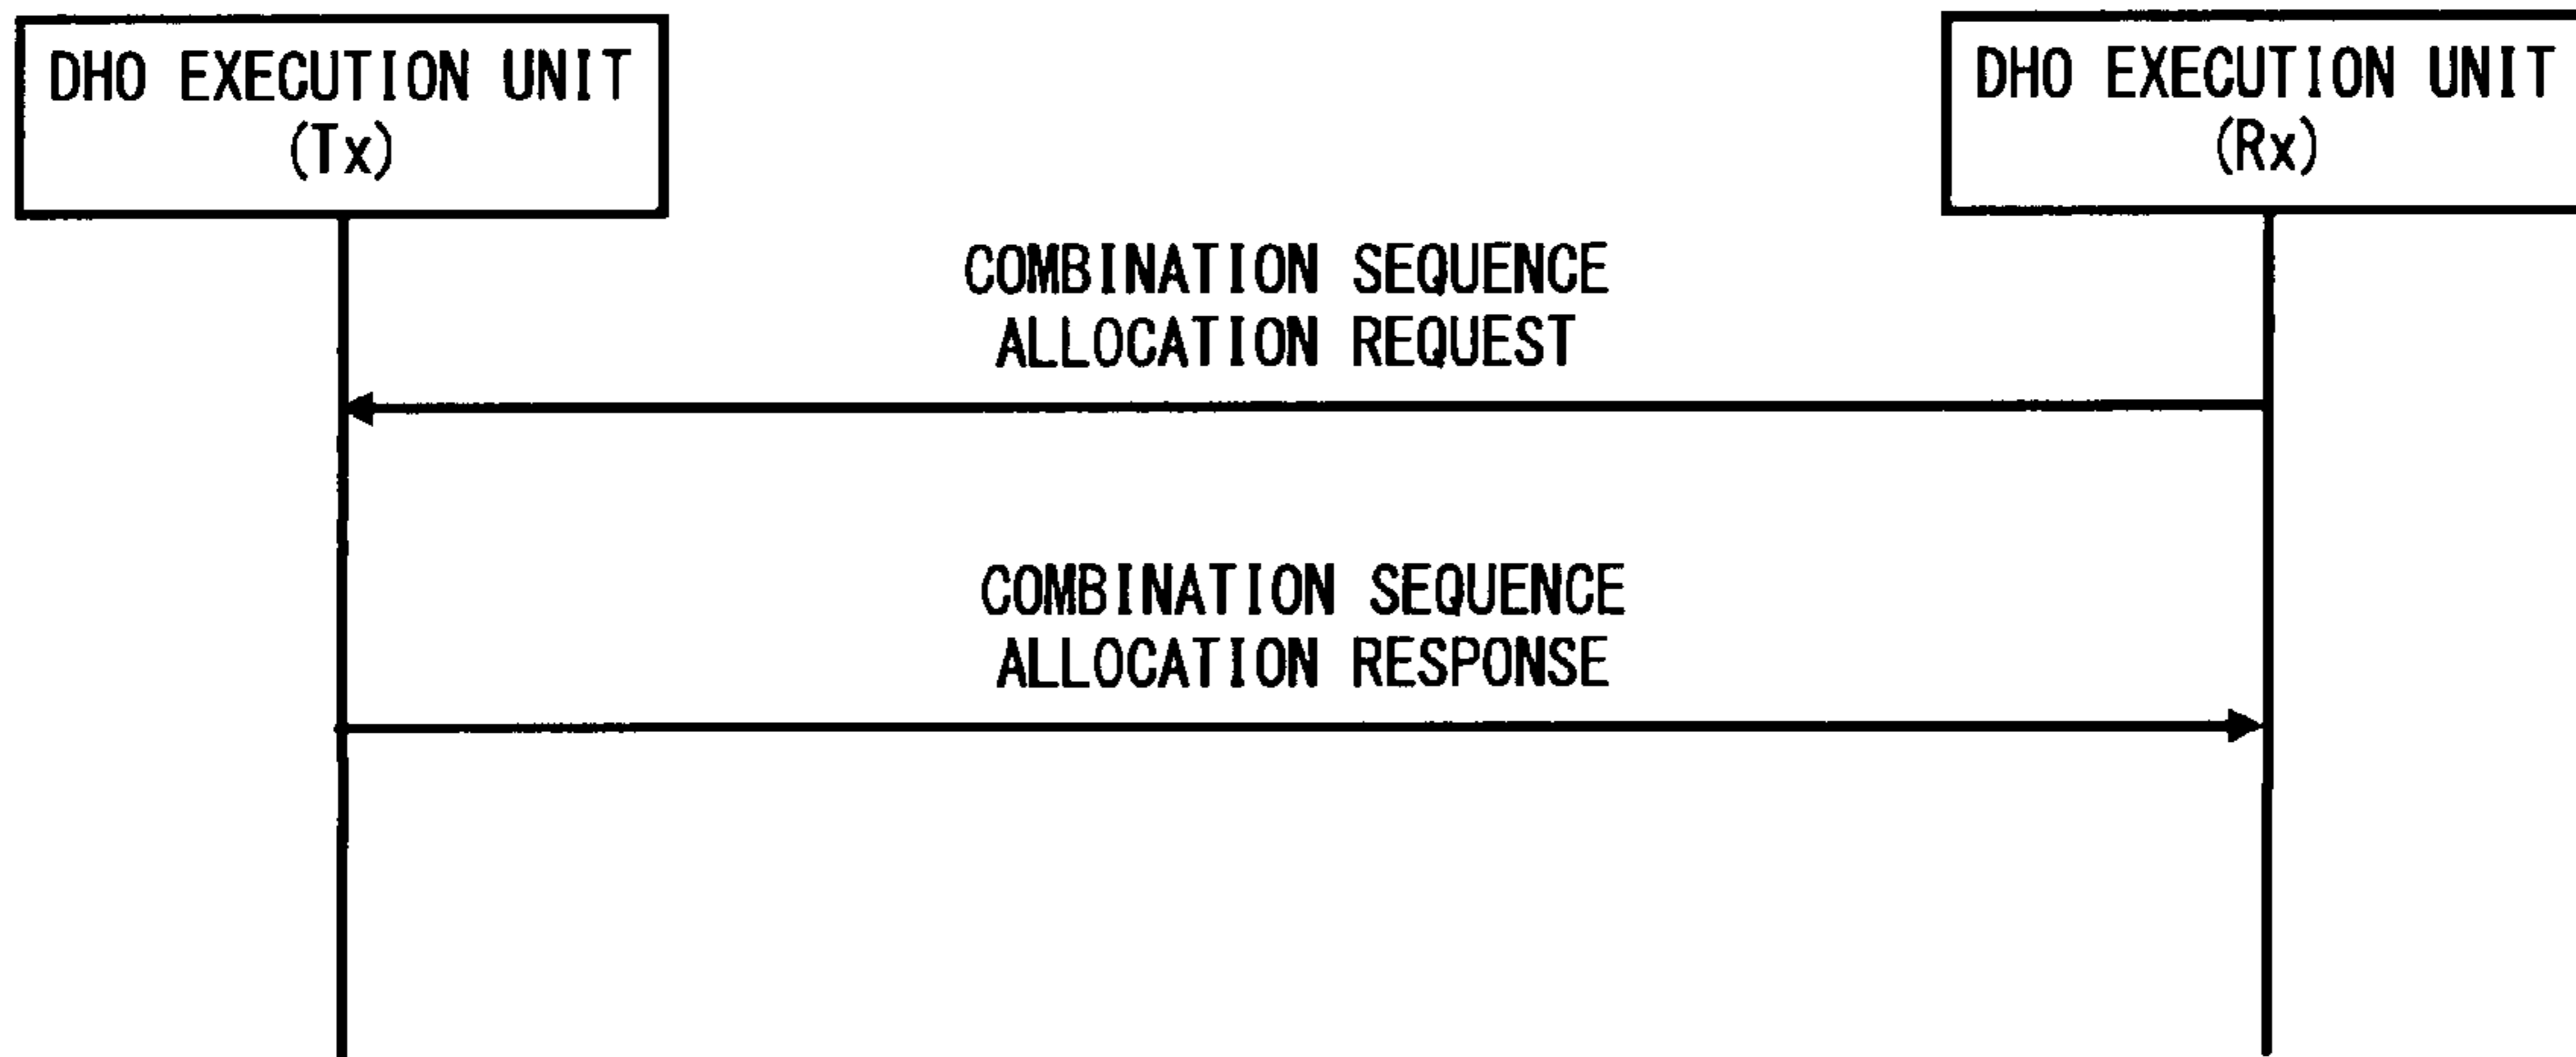 DHO EXECUTION UNIT
(Tx)
DHO EXECUTION UNIT
(Rx)
COMBINATION SEQUENCE
ALLOCATION REQUEST
COMBINATION SEQUENCE
ALLOCATION RESPONSE